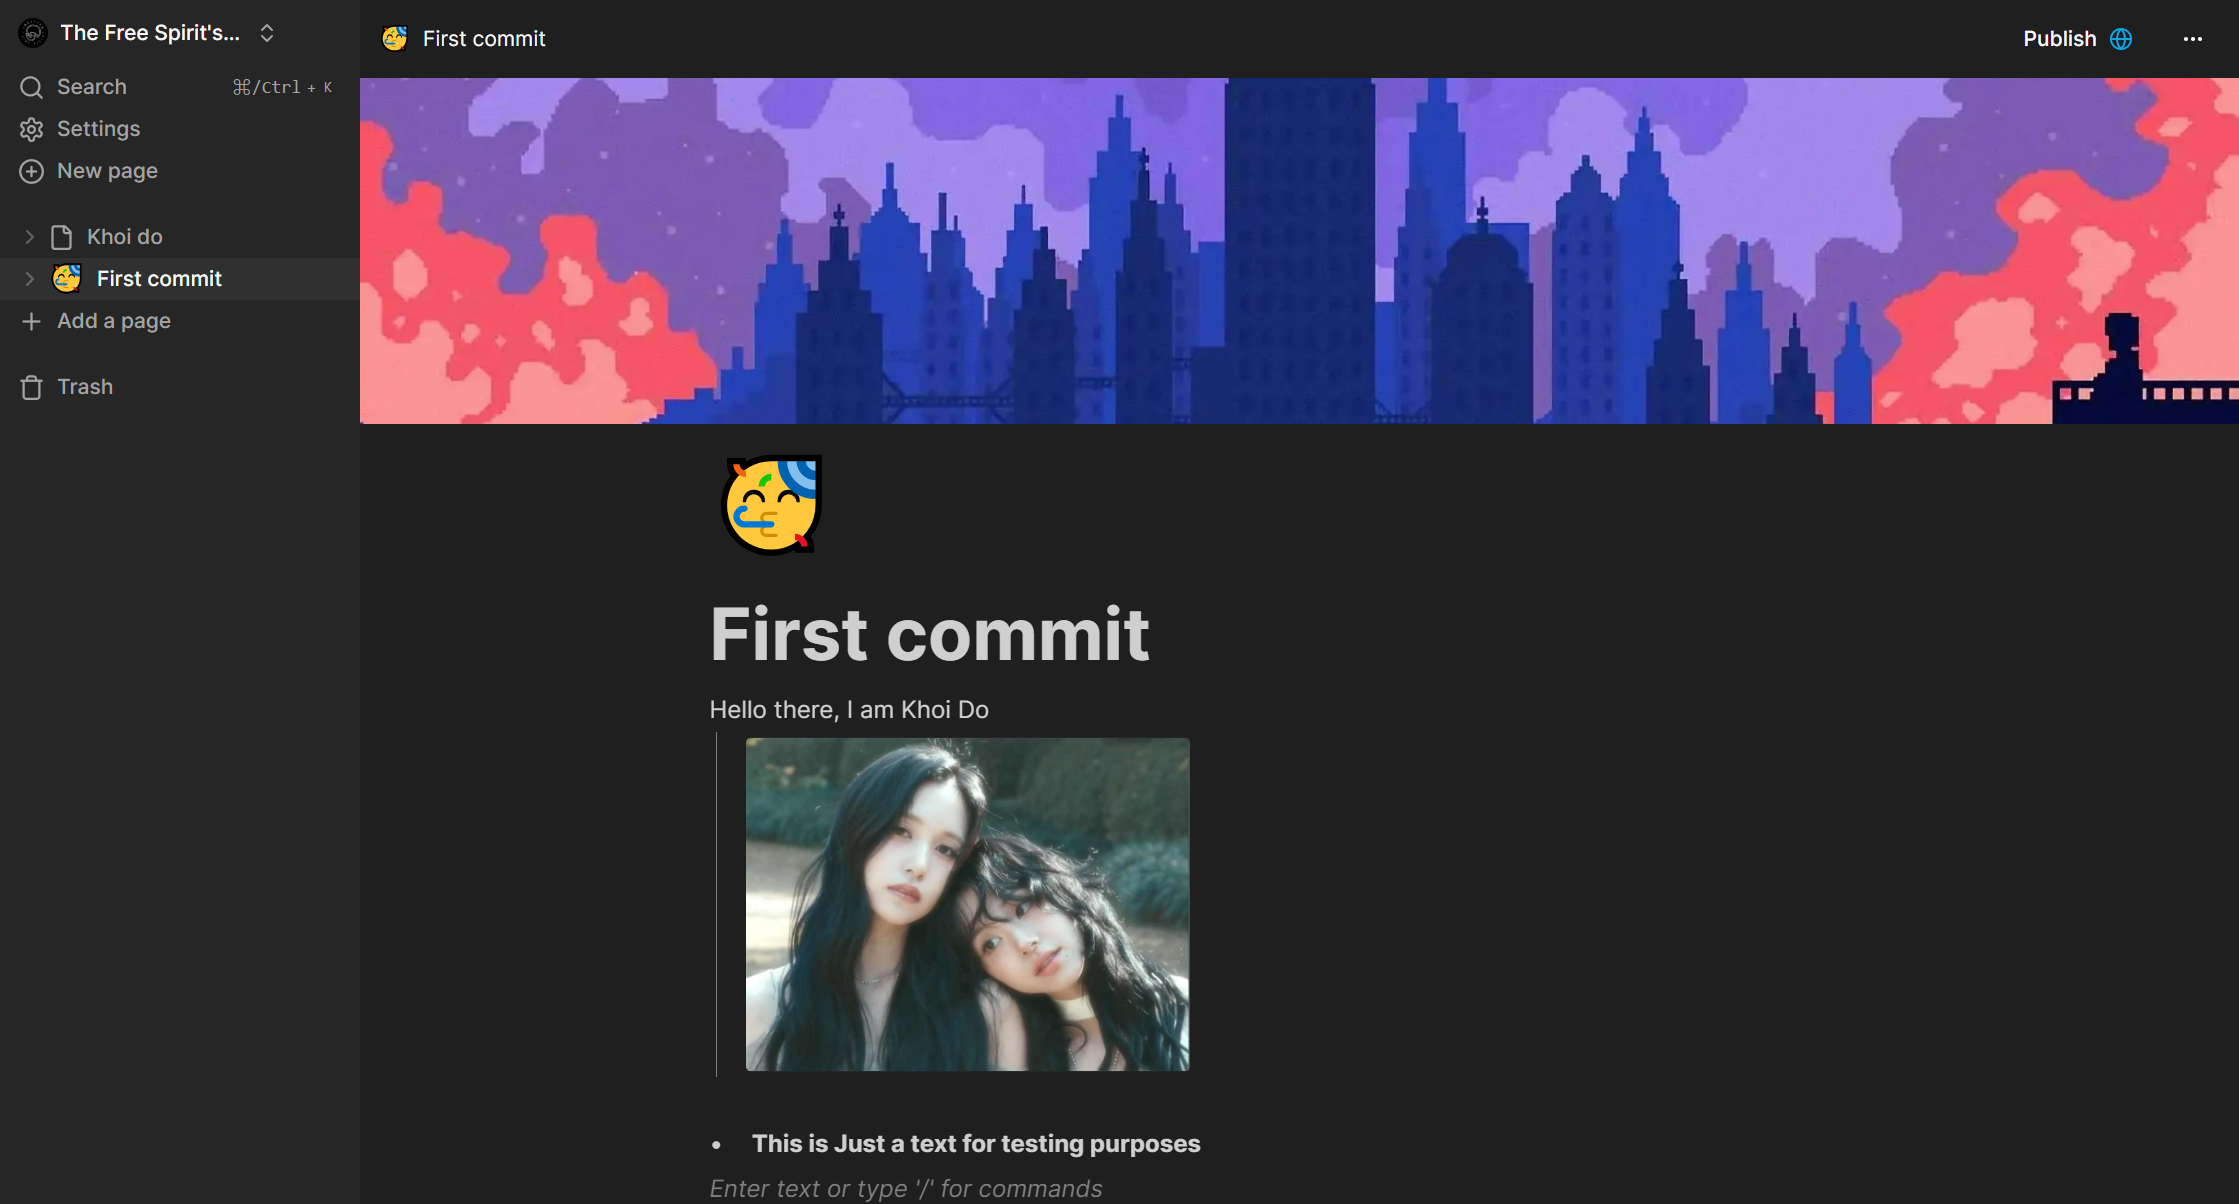 The Free Spirit's...
Search ⌘/Ctrl + K
Settings
New page
Khoi do
First commit
Add a page
Trash
First commit
Publish
First commit
Hello there, I am Khoi Do
• This is Just a text for testing purposes
Enter text or type '/' for commands